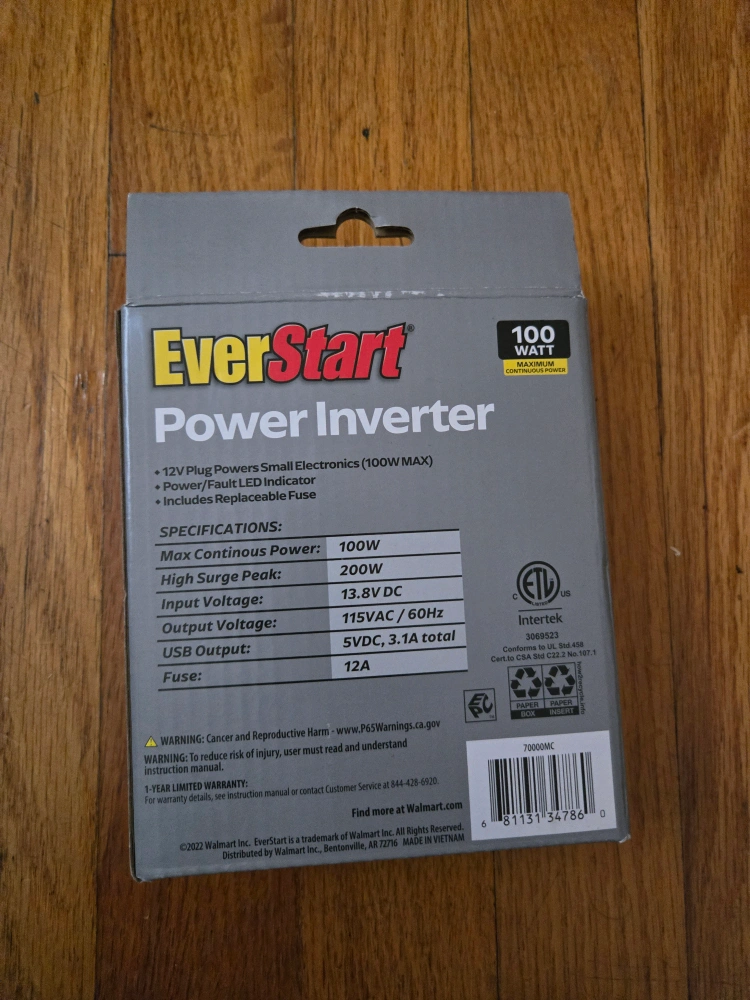 EverStart®
100
WATT
MAXIMUM
CONTINUOUS POWER
Power Inverter
• 12V Plug Powers Small Electronics (100W MAX)
• Power/Fault LED Indicator
• Includes Replaceable Fuse
SPECIFICATIONS:
Max Continous Power: 100W
High Surge Peak: 200W
Input Voltage: 13.8V DC
Output Voltage: 115VAC / 60Hz
USB Output: 5VDC, 3.1A total
Fuse: 12A
C ETL US
LISTED
Intertek
3069523
Conforms to UL Std.458
Cert.to CSA Std C22.2 No.107.1
PAPER PAPER
BOX INSERT
how2recycle.info
EPC™
WARNING: Cancer and Reproductive Harm - www.P65Warnings.ca.gov
WARNING: To reduce risk of injury, user must read and understand
instruction manual.
1-YEAR LIMITED WARRANTY:
For warranty details, see instruction manual or contact Customer Service at 844-428-6920.
Find more at Walmart.com
©2022 Walmart Inc. EverStart is a trademark of Walmart Inc. All Rights Reserved.
Distributed by Walmart Inc., Bentonville, AR 72716 MADE IN VIETNAM
70000MC
6 81131 34786 0